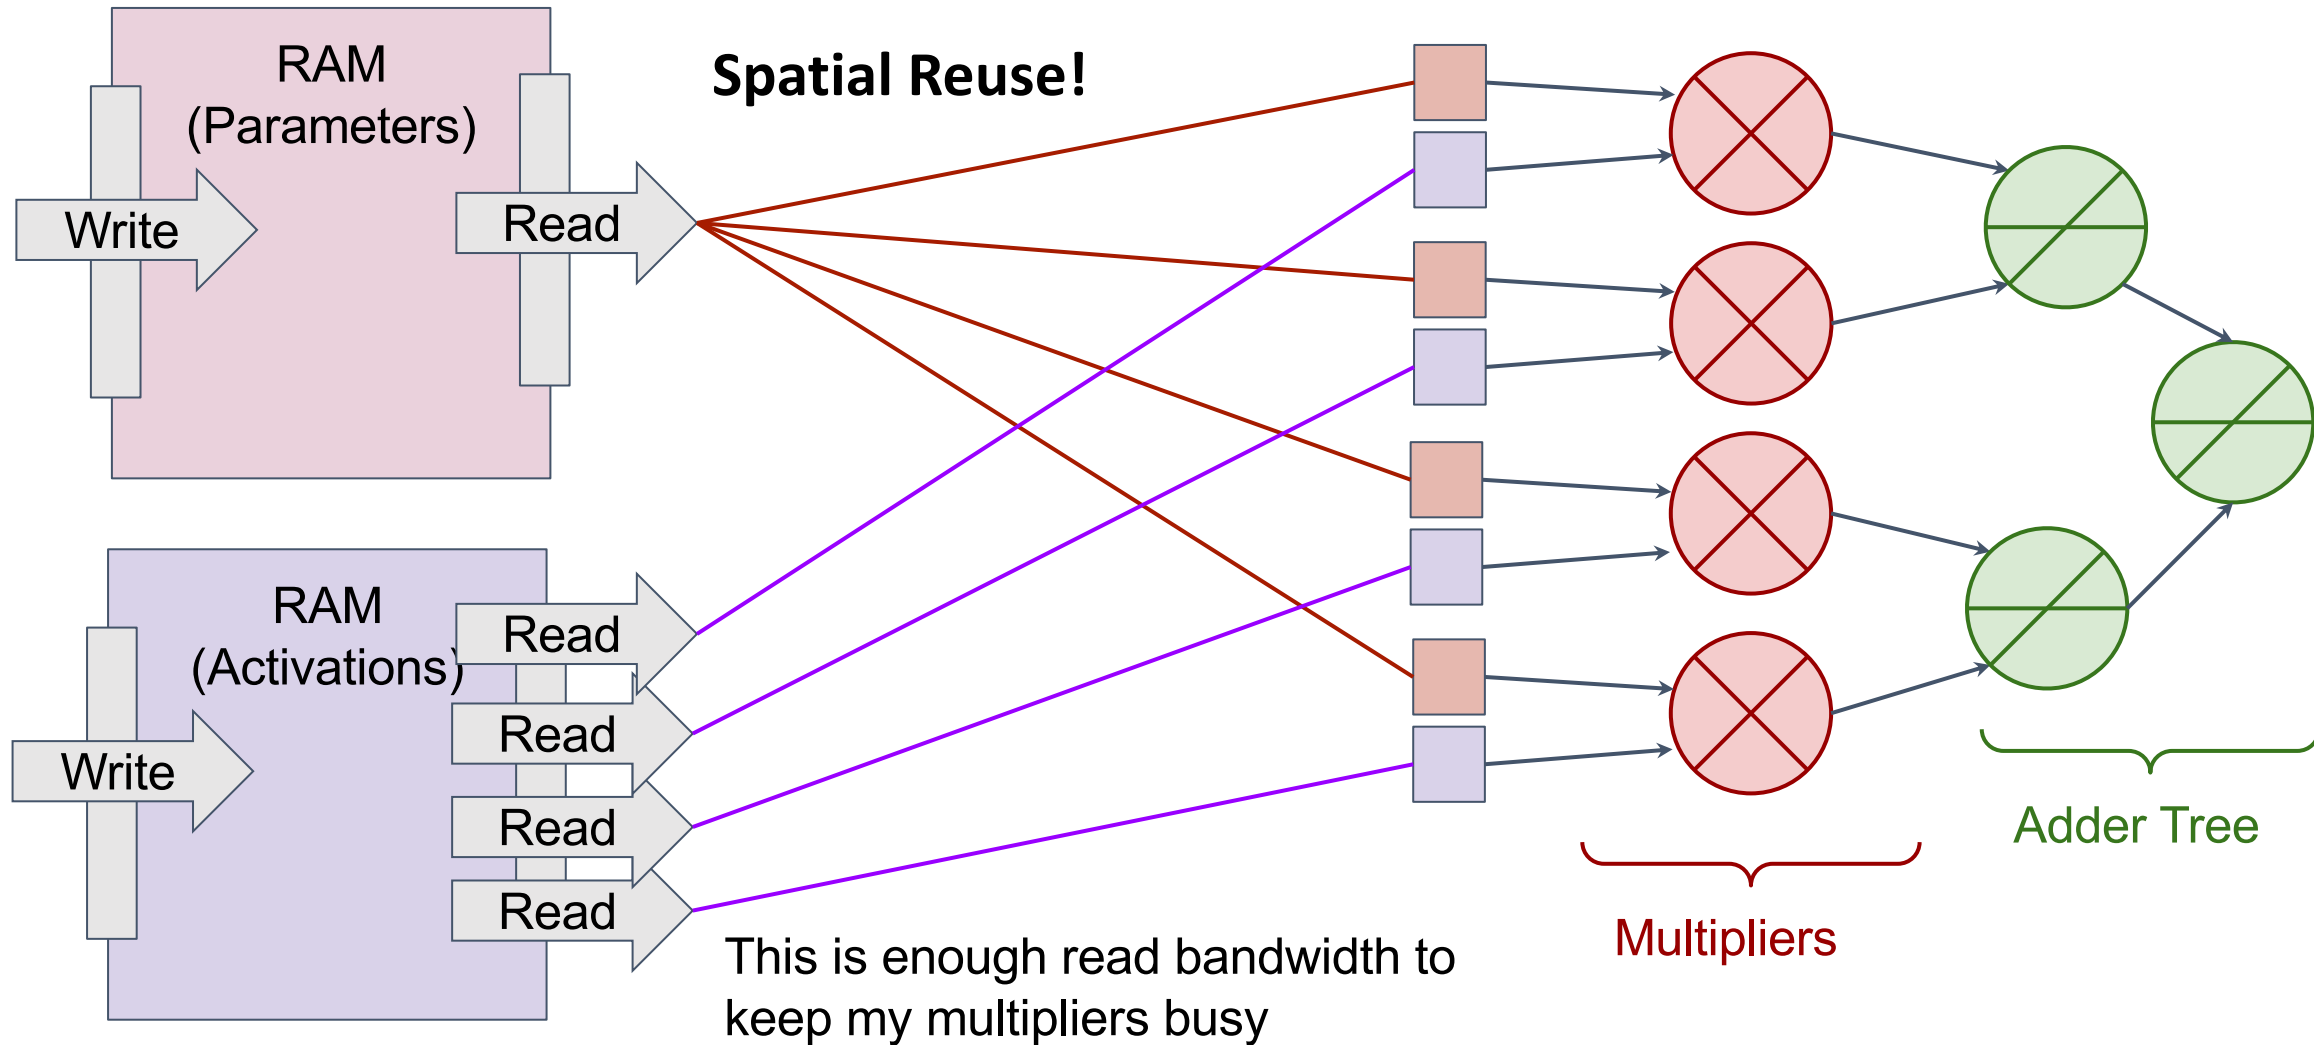 RAM
(Parameters)
Write
Read
Spatial Reuse!
RAM
(Activations)
Write
Read
Read
Read
Read
This is enough read bandwidth to
keep my multipliers busy
Multipliers
Adder Tree